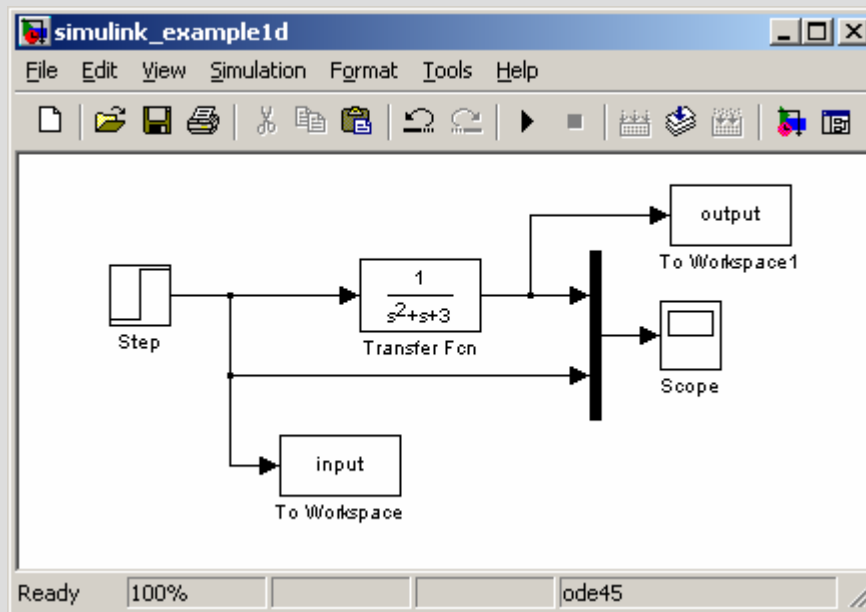 simulink_example1d
File Edit View Simulation Format Tools Help
output
To Workspace1
1
s2+s+3
Step
Transfer Fcn
Scope
input
To Workspace
Ready 100% ode45